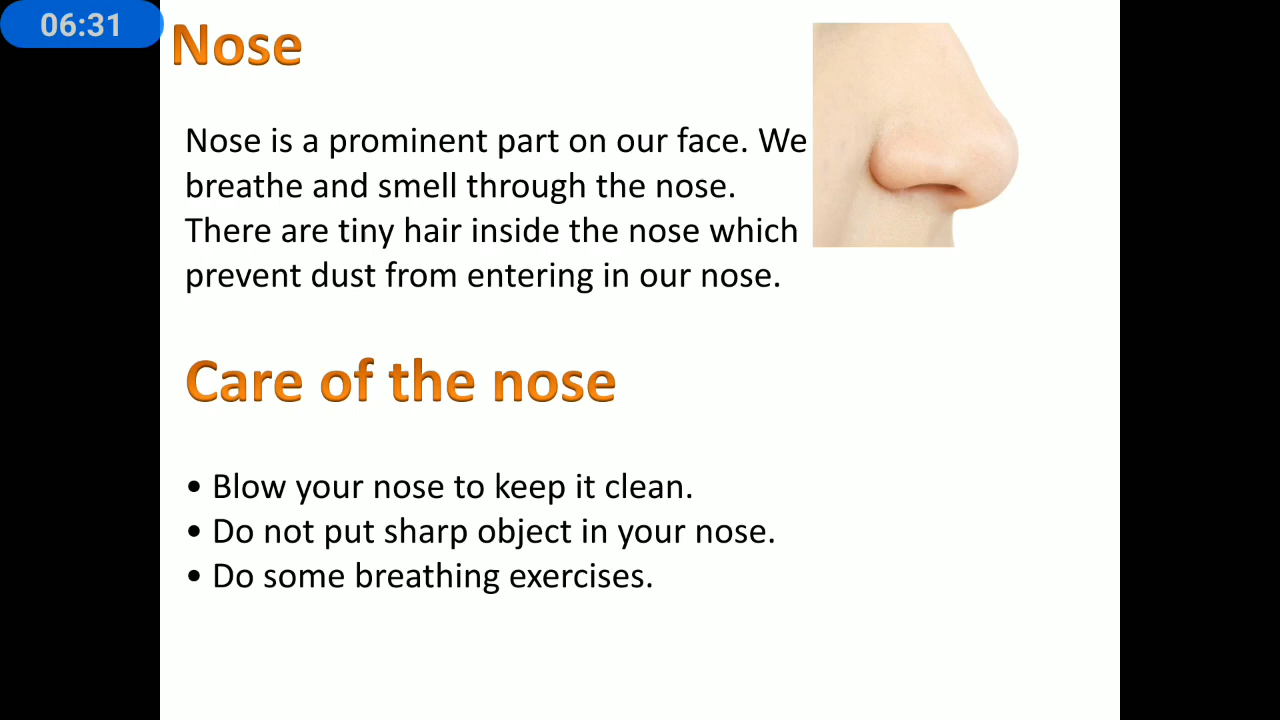 06:31
Nose
Nose is a prominent part on our face. We
breathe and smell through the nose.
There are tiny hair inside the nose which
prevent dust from entering in our nose.
Care of the nose
• Blow your nose to keep it clean.
• Do not put sharp object in your nose.
• Do some breathing exercises.